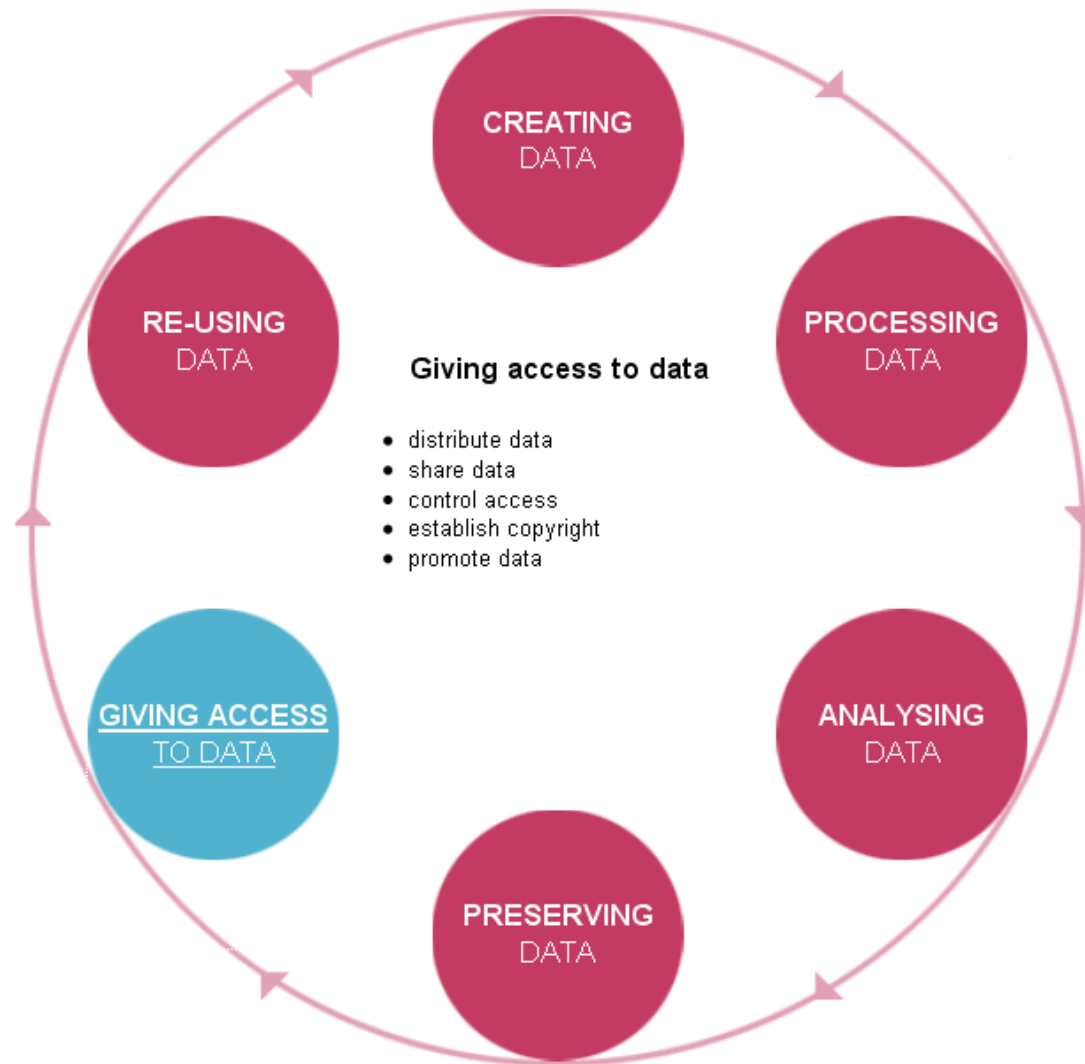 CREATING
DATA
RE-USING
DATA
PROCESSING
DATA
Giving access to data
• distribute data
• share data
• control access
• establish copyright
• promote data
GIVING ACCESS
TO DATA
ANALYSING
DATA
PRESERVING
DATA